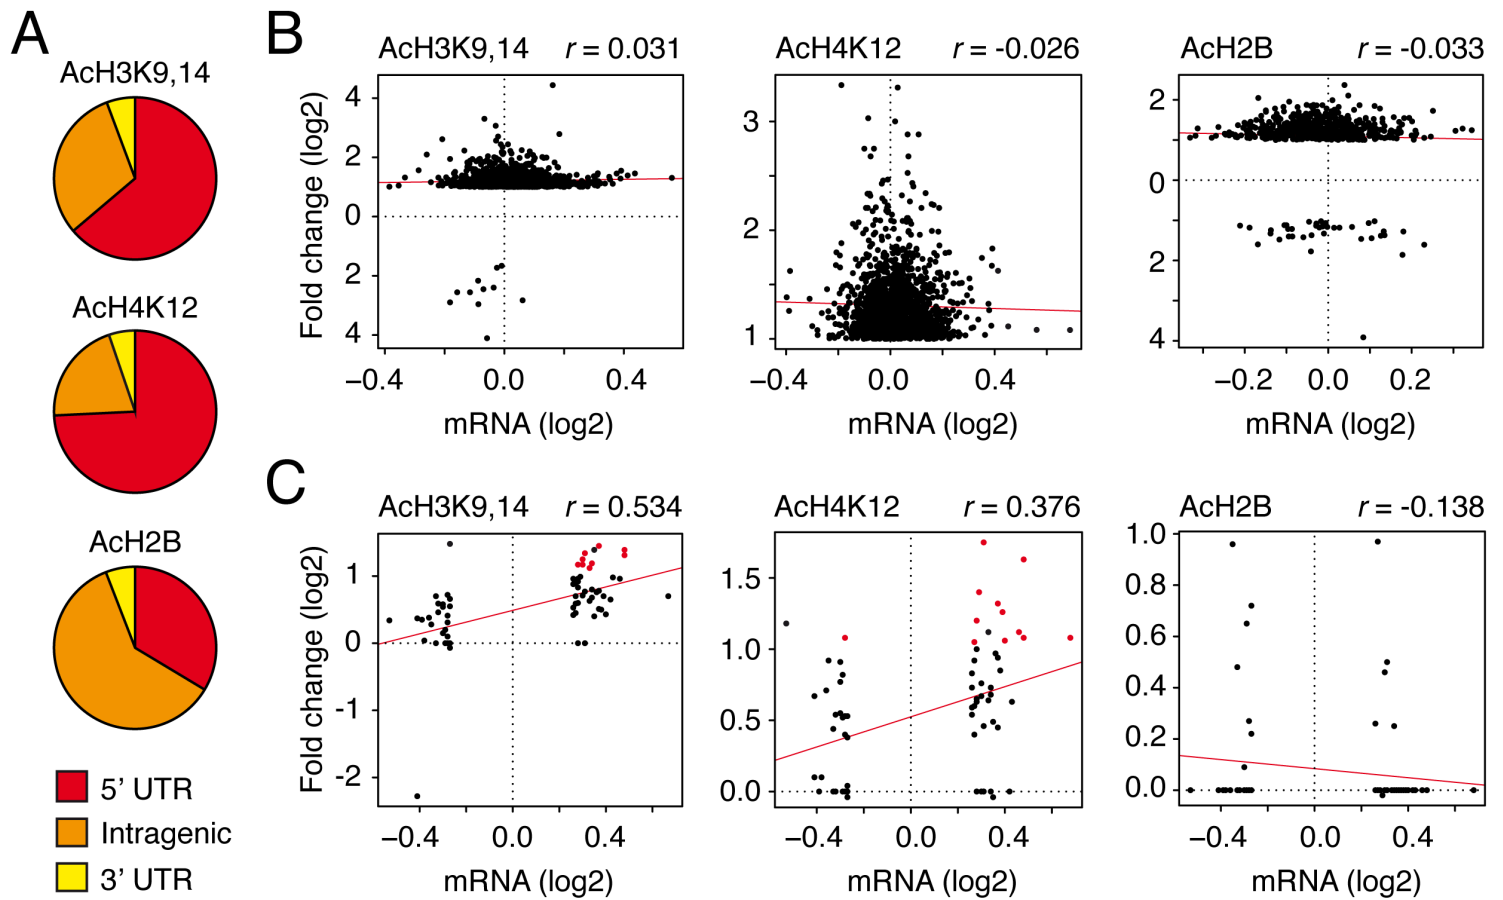 A
AcH3K9,14
AcH4K12
AcH2B
5’ UTR
Intragenic
3’ UTR
B
AcH3K9,14 r = 0.031
Fold change (log2)
4
2
0
2
4
−0.4 0.0 0.4
mRNA (log2)
AcH4K12 r = -0.026
3
2
1
−0.4 0.0 0.4
mRNA (log2)
AcH2B r = -0.033
2
0
2
4
−0.2 0.0 0.2
mRNA (log2)
C
AcH3K9,14 r = 0.534
Fold change (log2)
1
0
-1
-2
−0.4 0.0 0.4
mRNA (log2)
AcH4K12 r = 0.376
1.5
1.0
0.5
0.0
−0.4 0.0 0.4
mRNA (log2)
AcH2B r = -0.138
1.0
0.8
0.6
0.4
0.2
0.0
−0.4 0.0 0.4
mRNA (log2)